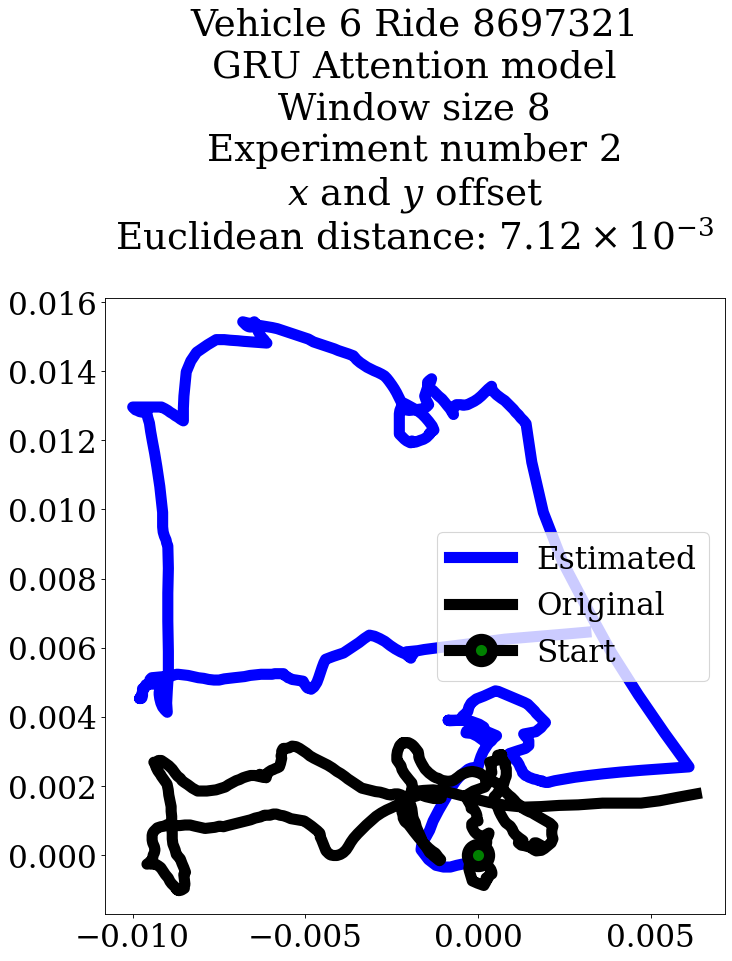 Vehicle 6 Ride 8697321
GRU Attention model
Window size 8
Experiment number 2
x and y offset
Euclidean distance: 7.12 × 10⁻³
0.016
0.014
0.012
0.010
0.008
0.006
0.004
0.002
0.000
Estimated
Original
Start
−0.010 −0.005 0.000 0.005